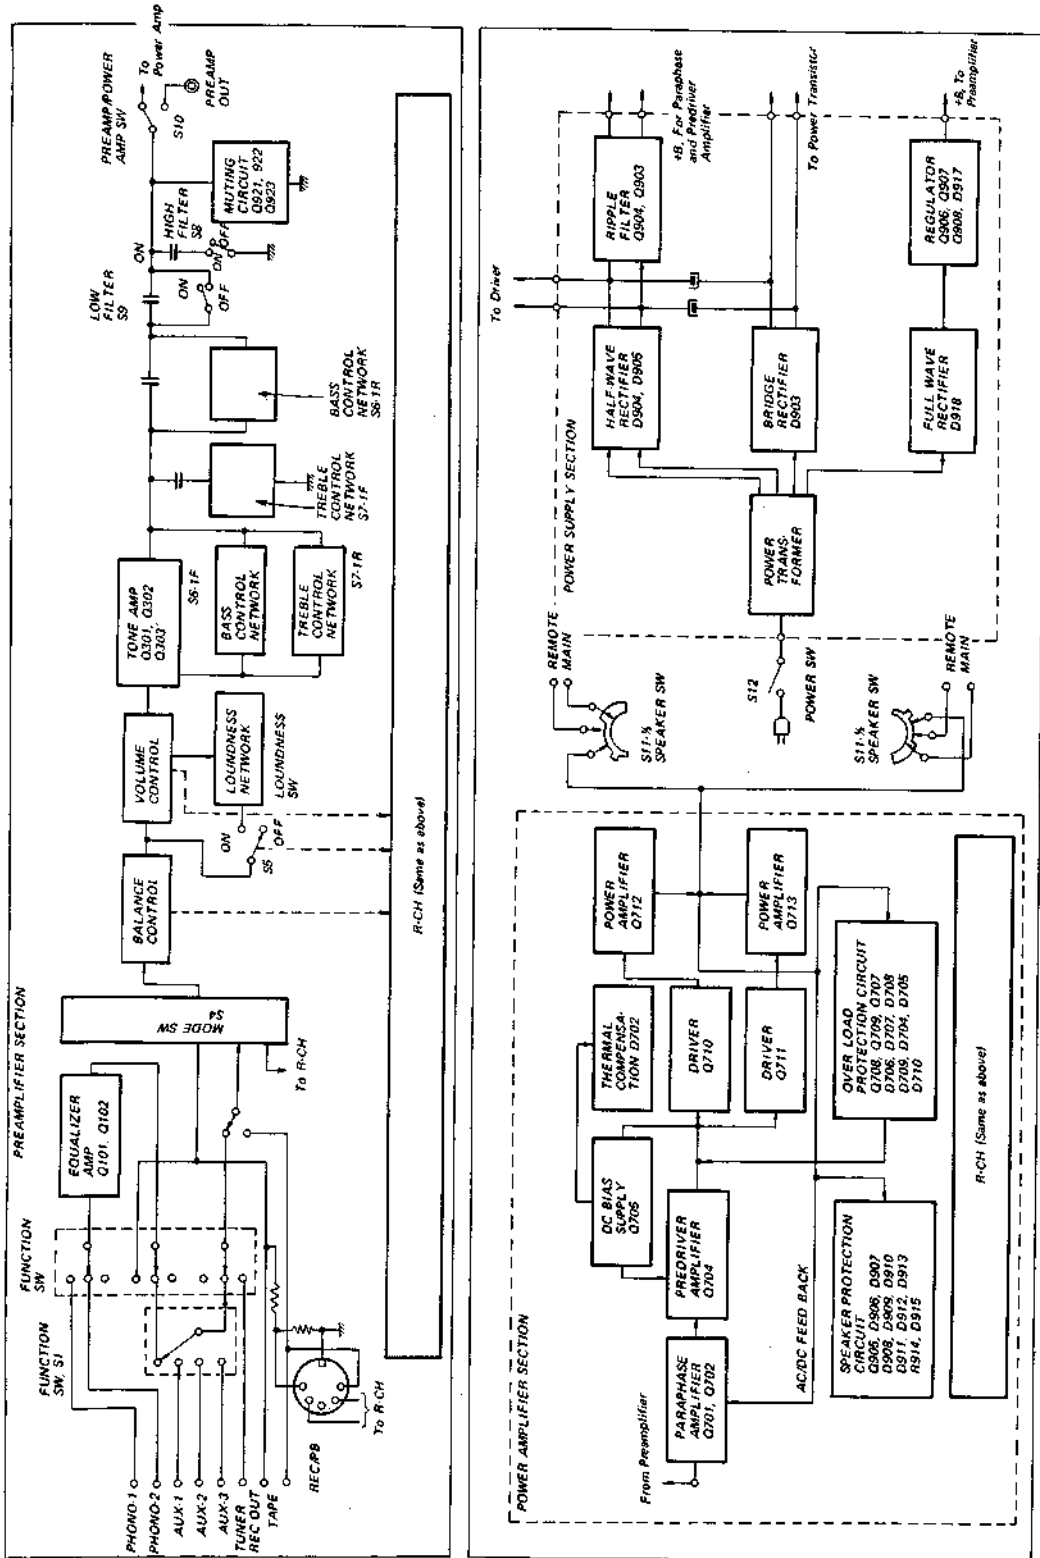 PREAMPLIFIER SECTION
PHONO-1
PHONO-2
AUX-1
AUX-2
AUX-3
TUNER
REC OUT
TAPE
REC/PB
To R-CH
FUNCTION
SW, S1
FUNCTION
SW
EQUALIZER
AMP
Q101, Q102
MODE SW
S4
To R-CH
BALANCE
CONTROL
VOLUME
CONTROL
ON
OFF
S5
LOUNDNESS
NETWORK
LOUNDNESS
SW
TONE AMP
Q301, Q302
Q303
S6-1F
BASS
CONTROL
NETWORK
TREBLE
CONTROL
NETWORK
S7-1R
TREBLE
CONTROL
NETWORK
S7-1F
BASS
CONTROL
NETWORK
S6-1R
LOW
FILTER
S9
ON
OFF
ON
HIGH
FILTER
S8
ON
OFF
MUTING
CIRCUIT
Q921, 922
Q923
PREAMP/POWER
AMP SW
S10
To
Power Amp
PREAMP
OUT
R-CH (Same as above)
POWER AMPLIFIER SECTION
From Preamplifier
PARAPHASE
AMPLIFIER
Q701, Q702
PREDRIVER
AMPLIFIER
Q704
DC BIAS
SUPPLY
Q705
THERMAL
COMPENSA-
TION D702
DRIVER
Q710
DRIVER
Q711
POWER
AMPLIFIER
Q712
POWER
AMPLIFIER
Q713
AC/DC FEED BACK
SPEAKER PROTECTION
CIRCUIT
Q905, D906, D907
D908, D909, D910
D911, D912, D913
R914, D915
OVER LOAD
PROTECTION CIRCUIT
Q708, Q709, Q707
D706, D707, D708
D709, D704, D705
D710
R-CH (Same as above)
REMOTE
MAIN
S11-½
SPEAKER SW
S12
POWER SW
S11-½
SPEAKER SW
REMOTE
MAIN
POWER SUPPLY SECTION
POWER
TRANS-
FORMER
HALF-WAVE
RECTIFIER
D904, D905
BRIDGE
RECTIFIER
D903
FULL WAVE
RECTIFIER
D918
To Driver
RIPPLE
FILTER
Q904, Q903
REGULATOR
Q906, Q907
Q908, D917
+B, For Paraphase
and Predriver
Amplifier
To Power Transistor
+B, To
Preamplifier